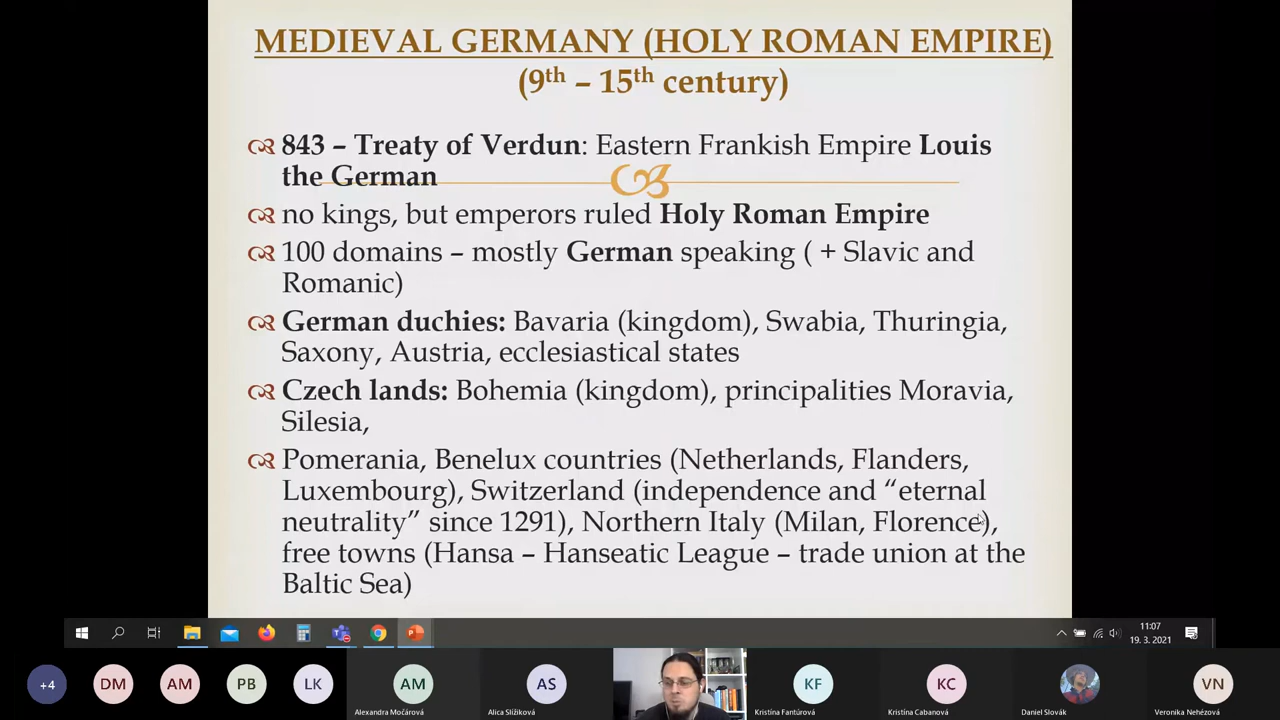 MEDIEVAL GERMANY (HOLY ROMAN EMPIRE)
(9th – 15th century)
843 – Treaty of Verdun: Eastern Frankish Empire Louis
the German
no kings, but emperors ruled Holy Roman Empire
100 domains – mostly German speaking ( + Slavic and
Romanic)
German duchies: Bavaria (kingdom), Swabia, Thuringia,
Saxony, Austria, ecclesiastical states
Czech lands: Bohemia (kingdom), principalities Moravia,
Silesia,
Pomerania, Benelux countries (Netherlands, Flanders,
Luxembourg), Switzerland (independence and “eternal
neutrality” since 1291), Northern Italy (Milan, Florence),
free towns (Hansa – Hanseatic League – trade union at the
Baltic Sea)
11:07
19. 3. 2021
+4 DM AM PB LK AM AS KF KC VN
Alexandra Močárová Alica Slížiková Kristína Fantúrová Kristína Cabanová Daniel Slovák Veronika Nehézová